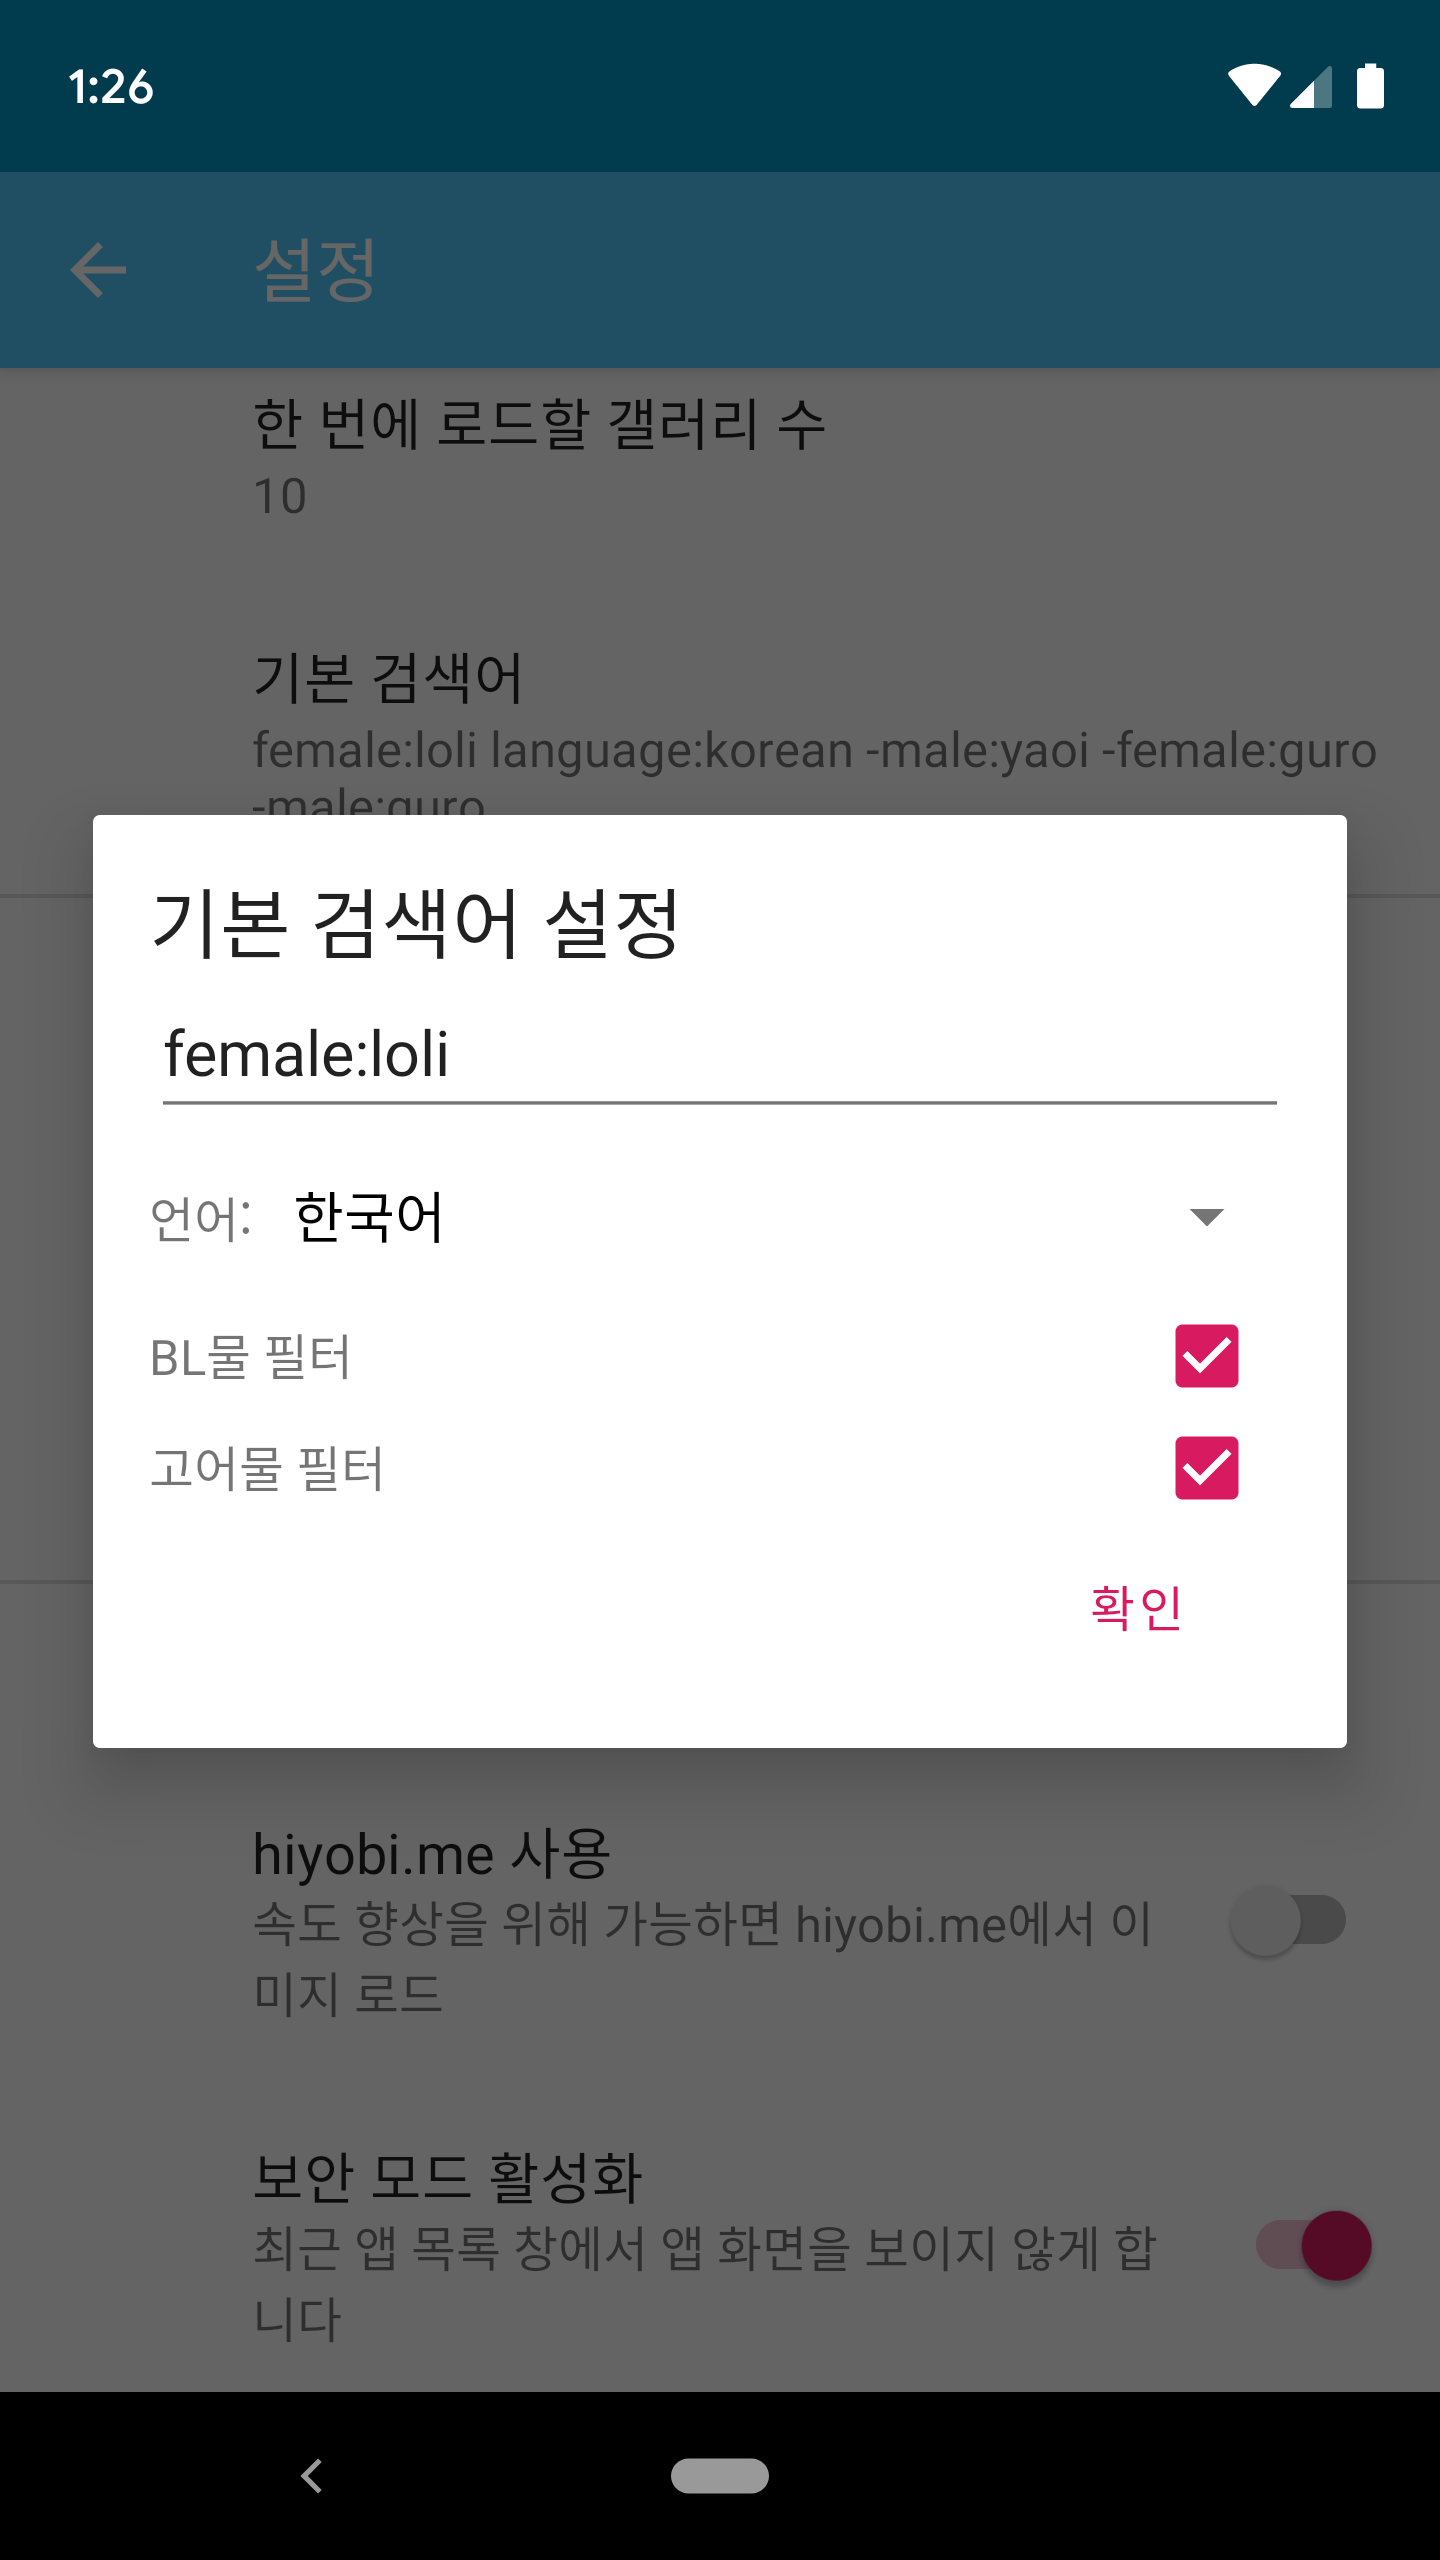 1:26
설정
한 번에 로드할 갤러리 수
10
기본 검색어
female:loli language:korean -male:yaoi -female:guro
-male:guro
기본 검색어 설정
female:loli
언어: 한국어
BL물 필터
고어물 필터
확인
hiyobi.me 사용
속도 향상을 위해 가능하면 hiyobi.me에서 이
미지 로드
보안 모드 활성화
최근 앱 목록 창에서 앱 화면을 보이지 않게 합
니다